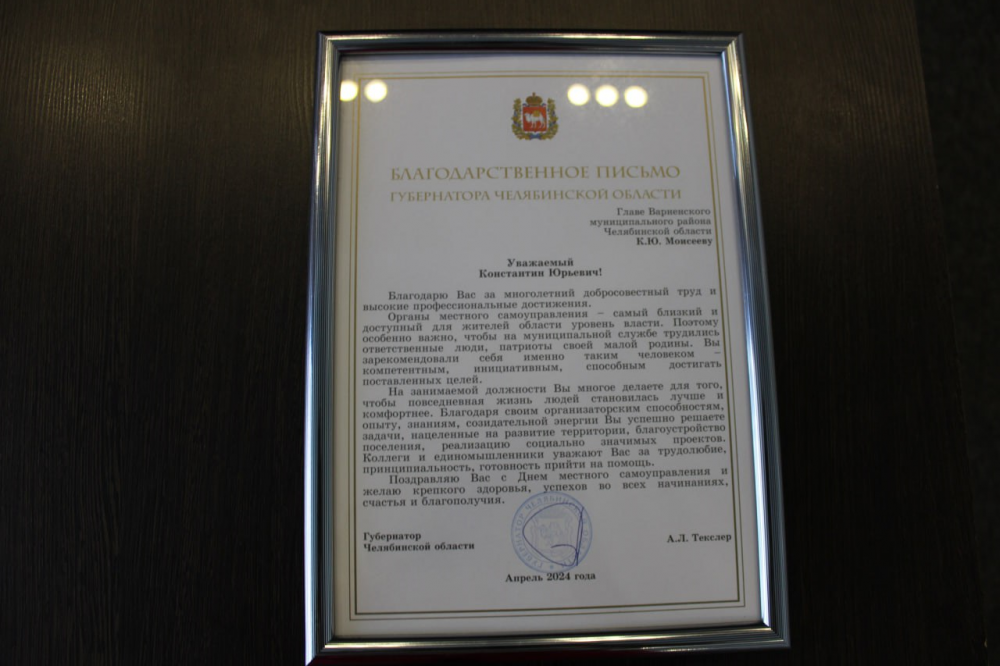 БЛАГОДАРСТВЕННОЕ ПИСЬМО
ГУБЕРНАТОРА ЧЕЛЯБИНСКОЙ ОБЛАСТИ
Главе Варненского
муниципального района
Челябинской области
К.Ю. Моисееву
Уважаемый
Константин Юрьевич!
Благодарю Вас за многолетний добросовестный труд и
высокие профессиональные достижения.
Органы местного самоуправления – самый близкий и
доступный для жителей области уровень власти. Поэтому
особенно важно, чтобы на муниципальной службе трудились
ответственные люди, патриоты своей малой родины. Вы
зарекомендовали себя именно таким человеком –
компетентным, инициативным, способным достигать
поставленных целей.
На занимаемой должности Вы многое делаете для того,
чтобы повседневная жизнь людей становилась лучше и
комфортнее. Благодаря своим организаторским способностям,
опыту, знаниям, созидательной энергии Вы успешно решаете
задачи, нацеленные на развитие территории, благоустройство
поселения, реализацию социально значимых проектов.
Коллеги и единомышленники уважают Вас за трудолюбие,
принципиальность, готовность прийти на помощь.
Поздравляю Вас с Днем местного самоуправления и
желаю крепкого здоровья, успехов во всех начинаниях,
счастья и благополучия.
Губернатор
Челябинской области
А.Л. Текслер
ГУБЕРНАТОР
Апрель 2024 года